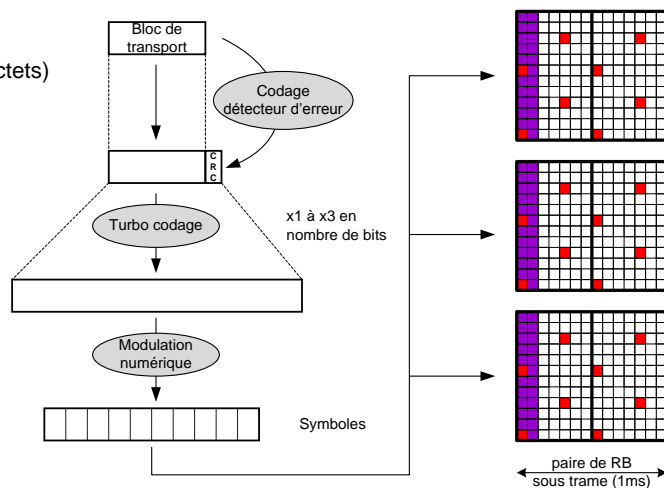 Bloc de
transport
ctets)
Codage
détecteur d'erreur
C
R
C
Turbo codage
x1 à x3 en
nombre de bits
Modulation
numérique
Symboles
paire de RB
sous trame (1ms)